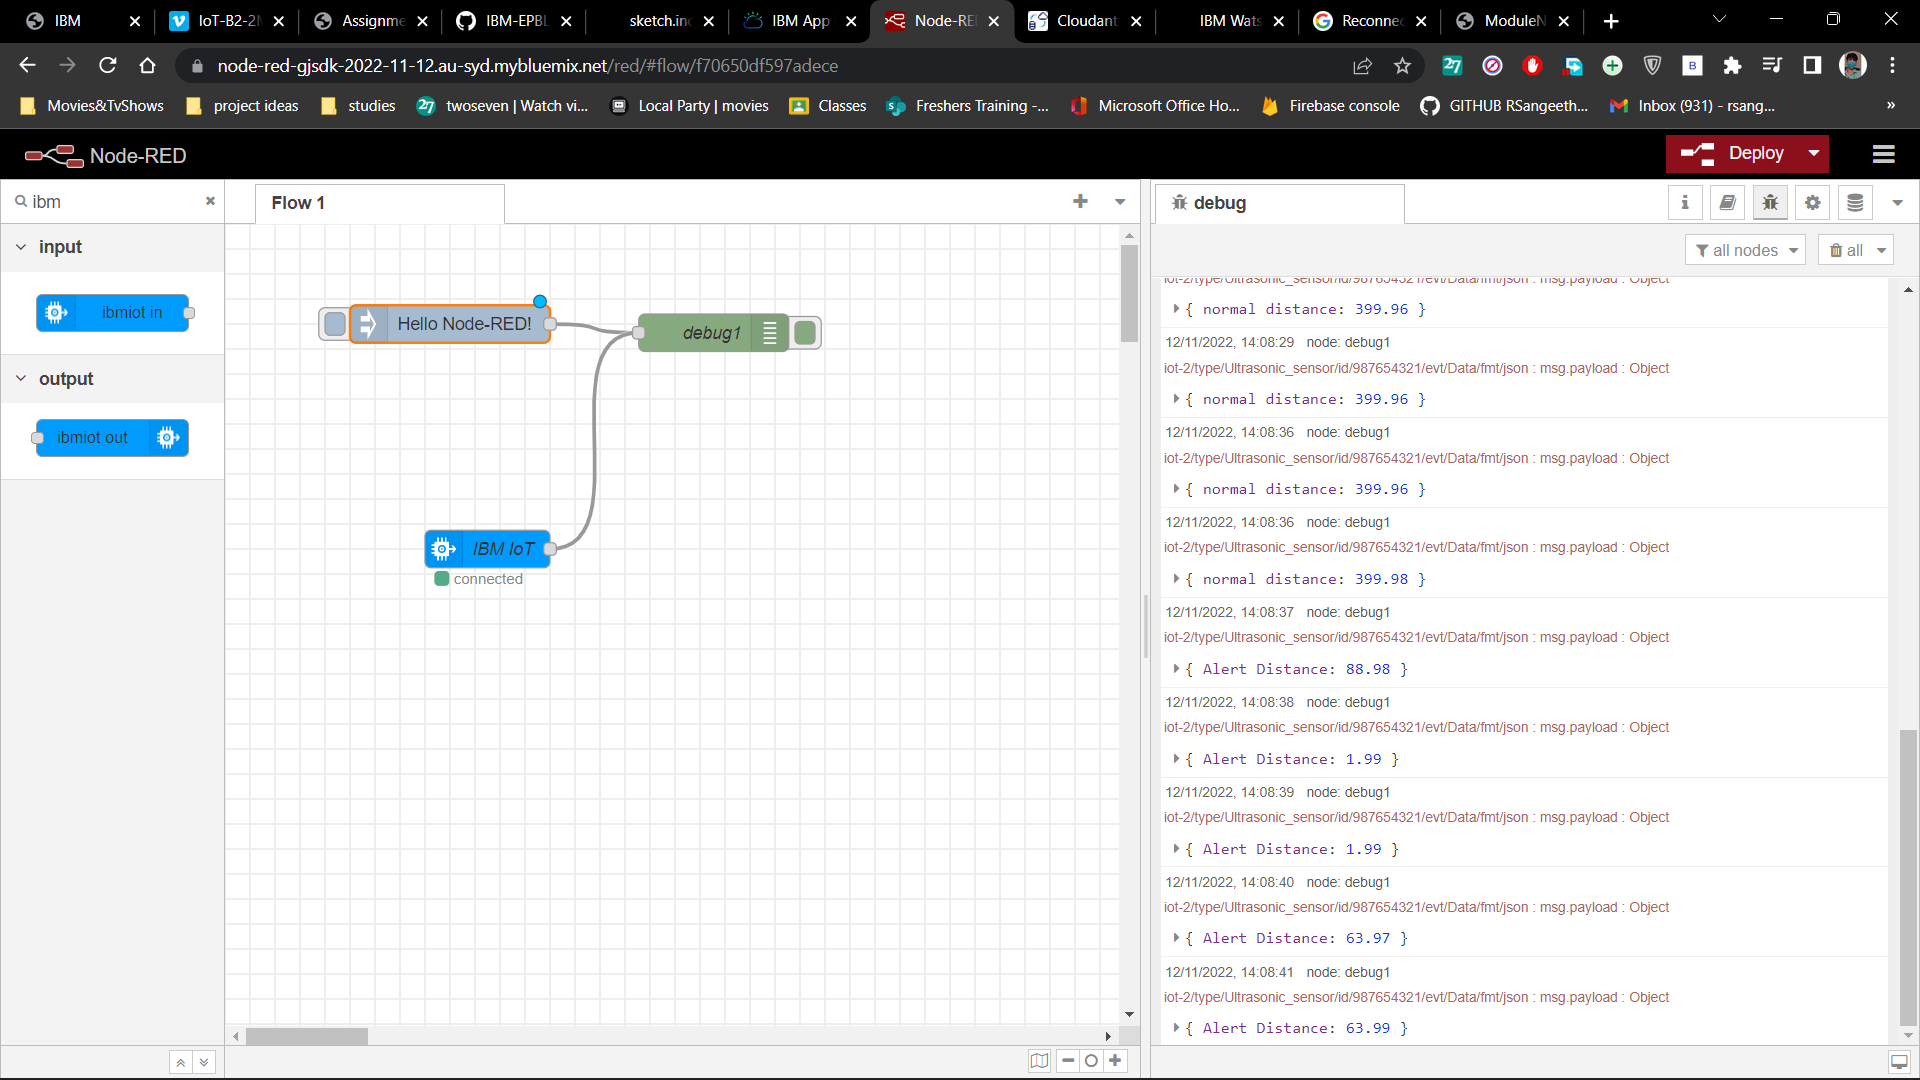 IBM
IoT-B2-2
Assignme
IBM-EPBL
sketch.in
IBM App
Node-RE
Cloudant
IBM Wats
Reconnec
ModuleN
node-red-gjsdk-2022-11-12.au-syd.mybluemix.net/red/#flow/f70650df597adece
Movies&TvShows
project ideas
studies
twoseven | Watch vi...
Local Party | movies
Classes
Freshers Training -...
Microsoft Office Ho...
Firebase console
GITHUB RSangeeth...
Inbox (931) - rsang...
»
Node-RED
Deploy
ibm
input
ibmiot in
output
ibmiot out
Flow 1
Hello Node-RED!
debug1
IBM IoT
connected
debug
all nodes
all
iot-2/type/Ultrasonic_sensor/id/987654321/evt/Data/fmt/json : msg.payload : Object
{ normal distance: 399.96 }
12/11/2022, 14:08:29 node: debug1
iot-2/type/Ultrasonic_sensor/id/987654321/evt/Data/fmt/json : msg.payload : Object
{ normal distance: 399.96 }
12/11/2022, 14:08:36 node: debug1
iot-2/type/Ultrasonic_sensor/id/987654321/evt/Data/fmt/json : msg.payload : Object
{ normal distance: 399.96 }
12/11/2022, 14:08:36 node: debug1
iot-2/type/Ultrasonic_sensor/id/987654321/evt/Data/fmt/json : msg.payload : Object
{ normal distance: 399.98 }
12/11/2022, 14:08:37 node: debug1
iot-2/type/Ultrasonic_sensor/id/987654321/evt/Data/fmt/json : msg.payload : Object
{ Alert Distance: 88.98 }
12/11/2022, 14:08:38 node: debug1
iot-2/type/Ultrasonic_sensor/id/987654321/evt/Data/fmt/json : msg.payload : Object
{ Alert Distance: 1.99 }
12/11/2022, 14:08:39 node: debug1
iot-2/type/Ultrasonic_sensor/id/987654321/evt/Data/fmt/json : msg.payload : Object
{ Alert Distance: 1.99 }
12/11/2022, 14:08:40 node: debug1
iot-2/type/Ultrasonic_sensor/id/987654321/evt/Data/fmt/json : msg.payload : Object
{ Alert Distance: 63.97 }
12/11/2022, 14:08:41 node: debug1
iot-2/type/Ultrasonic_sensor/id/987654321/evt/Data/fmt/json : msg.payload : Object
{ Alert Distance: 63.99 }